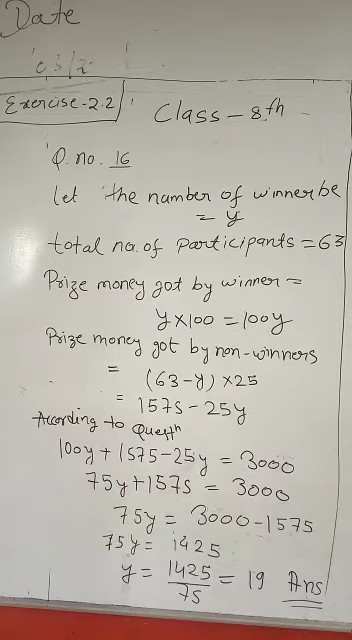 Date
Exercise-2.2
Class - 8th
Q. no. 16
let the number of winner be
= y
total no. of participants = 63
Prize money got by winner =
y×100 = 100y
Prize money got by non-winners
=
(63-y) × 25
= 1575 - 25y
According to Questn
100y + 1575-25y = 3000
75y+1575 = 3000
75y = 3000-1575
75y = 1425
y = 1425/75 = 19 Ans